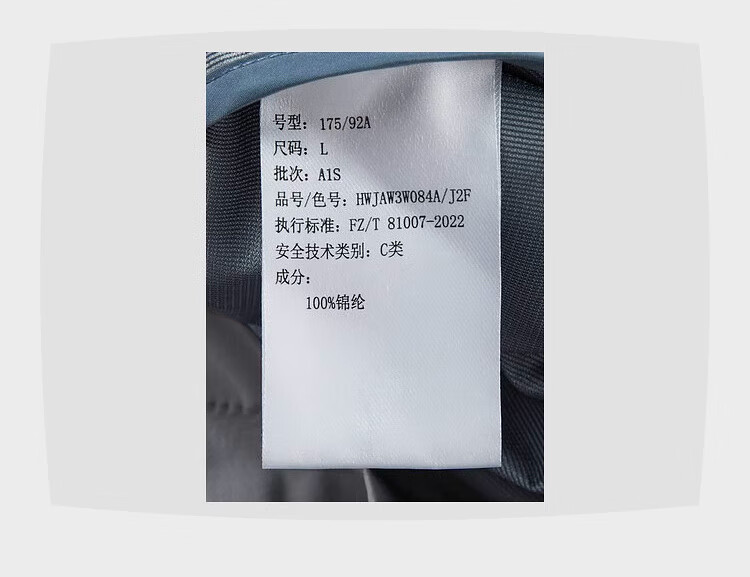 号型：175/92A
尺码：L
批次：A1S
品号/色号：HWJAW3W084A/J2F
执行标准：FZ/T 81007-2022
安全技术类别：C类
成分：
100%锦纶